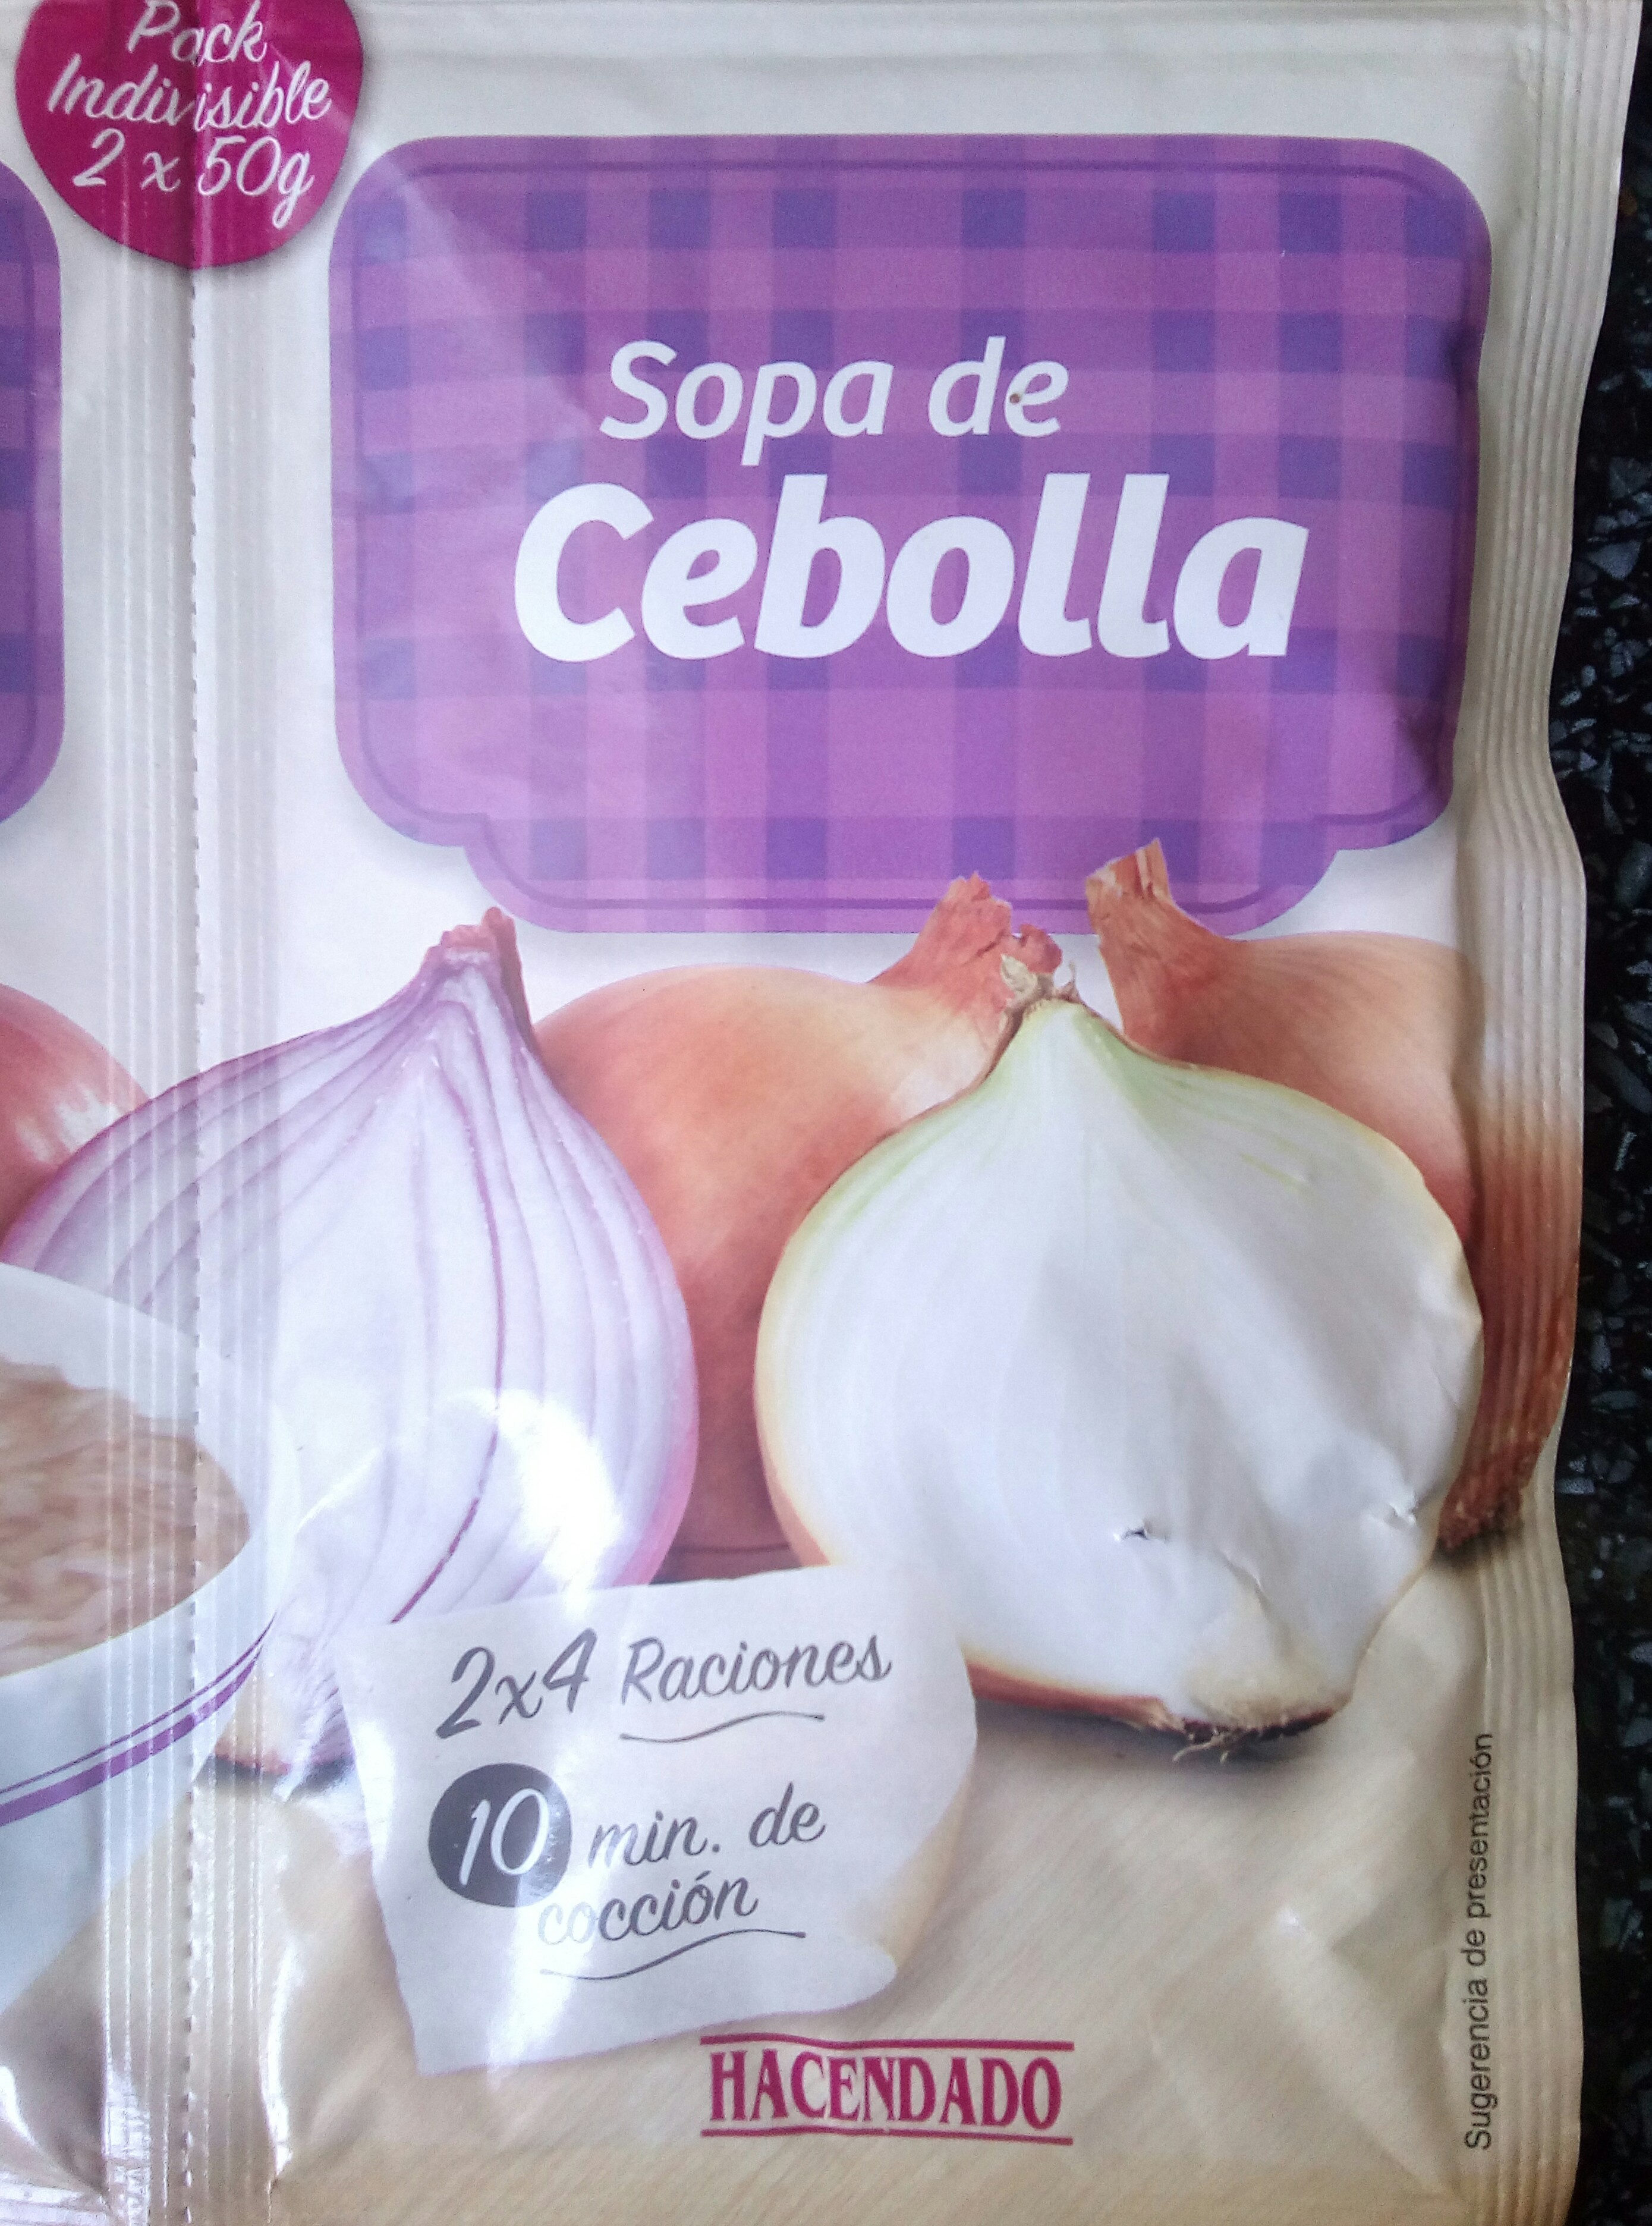 Pack
Indivisible
2 x 50g
Sopa de
Cebolla
2x4 Raciones
10 min. de
cocción
HACENDADO
Sugerencia de presentación